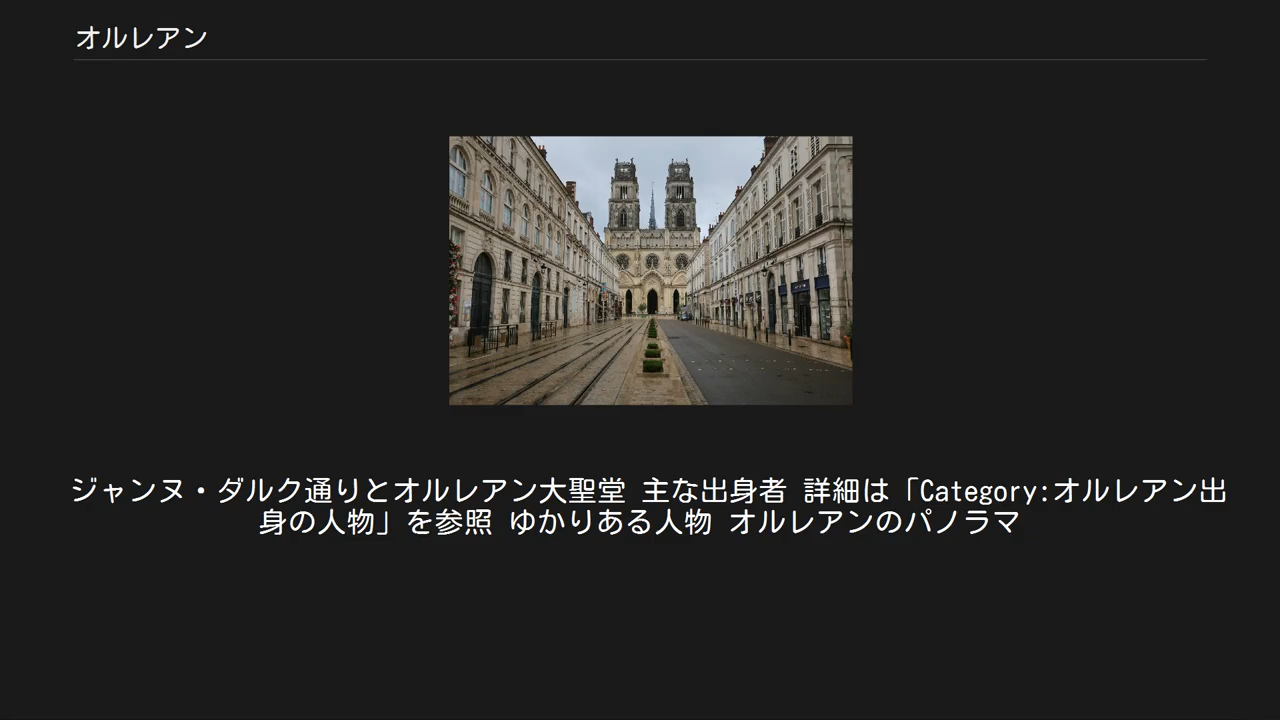 オルレアン
ジャンヌ・ダルク通りとオルレアン大聖堂 主な出身者 詳細は「Category:オルレアン出
身の人物」を参照 ゆかりある人物 オルレアンのパノラマ